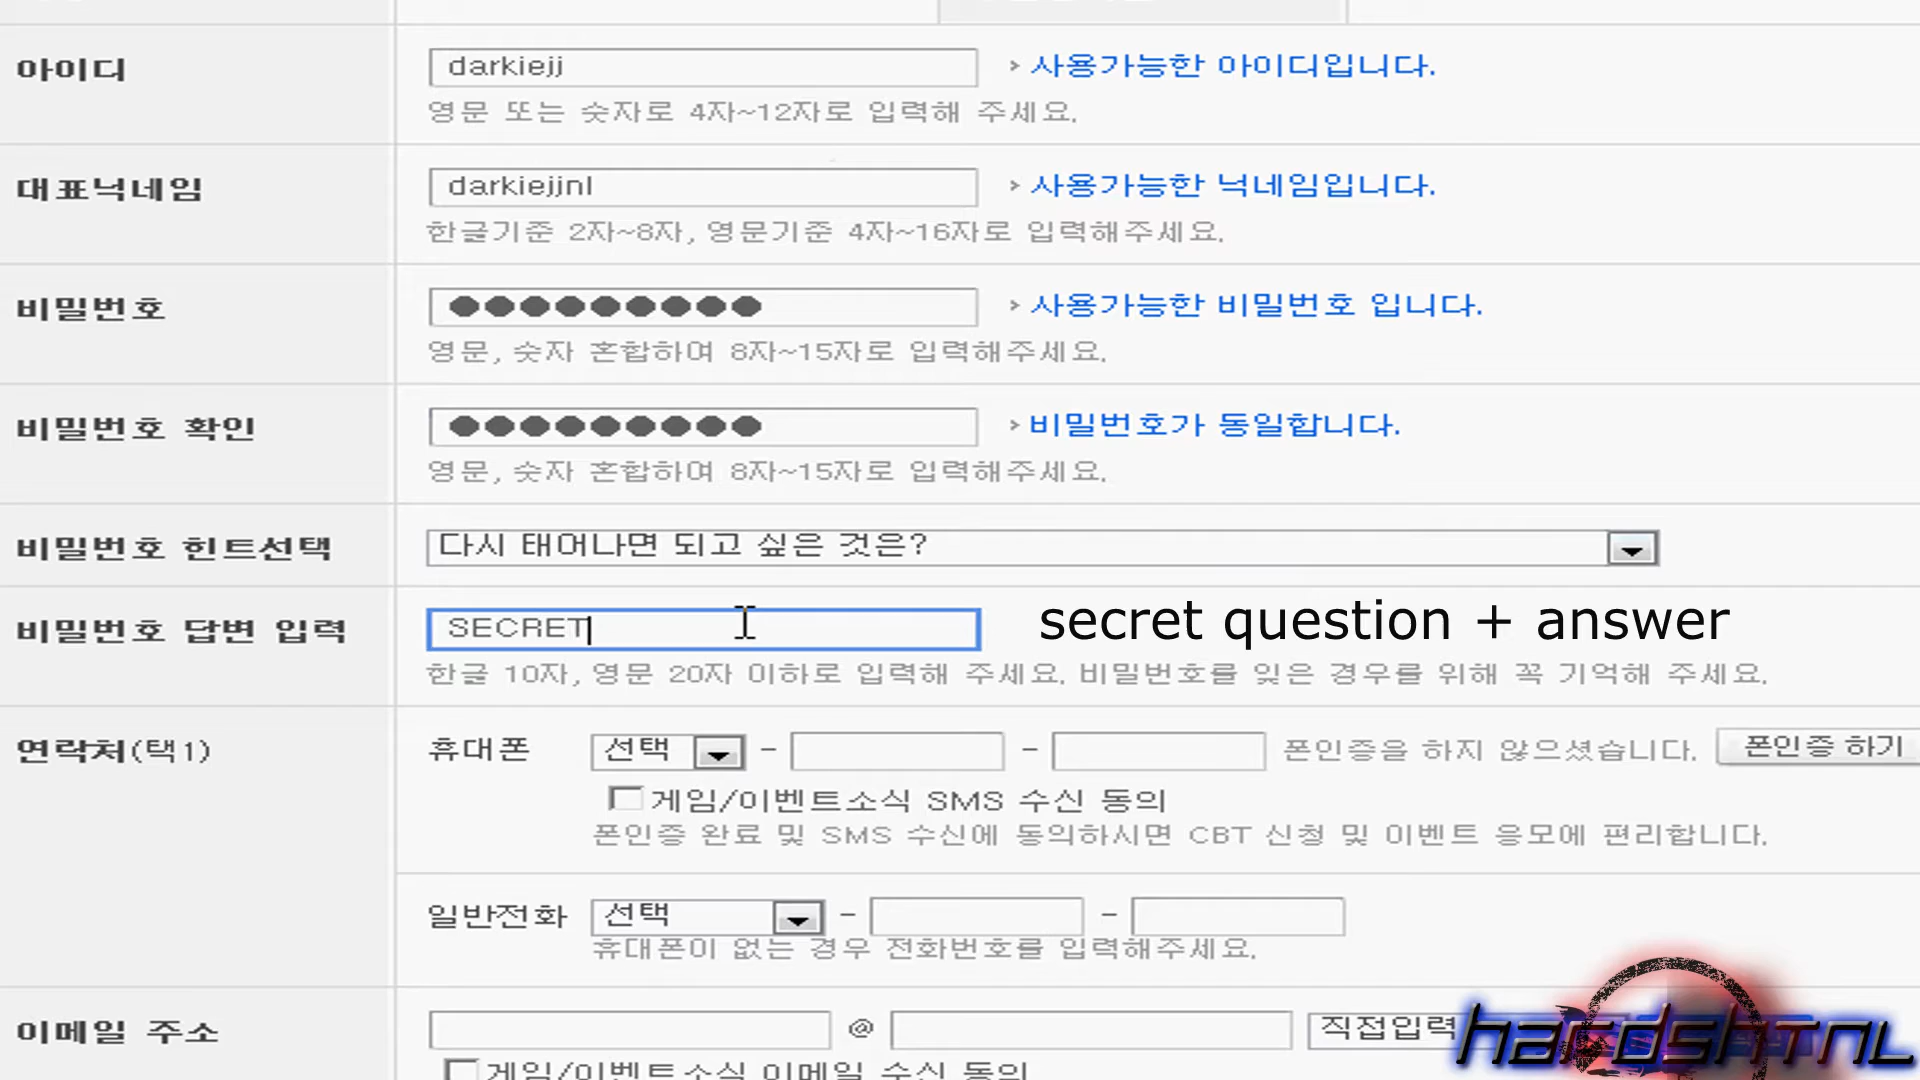 아이디
darkiejj
› 사용가능한 아이디입니다.
영문 또는 숫자로 4자~12자로 입력해 주세요.
대표닉네임
darkiejjnl
› 사용가능한 닉네임입니다.
한글기준 2자~8자, 영문기준 4자~16자로 입력해주세요.
비밀번호
●●●●●●●●●
› 사용가능한 비밀번호 입니다.
영문, 숫자 혼합하여 8자~15자로 입력해주세요.
비밀번호 확인
●●●●●●●●●
› 비밀번호가 동일합니다.
영문, 숫자 혼합하여 8자~15자로 입력해주세요.
비밀번호 힌트선택
다시 태어나면 되고 싶은 것은?
비밀번호 답변 입력
SECRET
secret question + answer
한글 10자, 영문 20자 이하로 입력해 주세요. 비밀번호를 잊은 경우를 위해 꼭 기억해 주세요.
연락처(택1)
휴대폰
선택
-
-
폰인증을 하지 않으셨습니다.
폰인증 하기
게임/이벤트소식 SMS 수신 동의
폰인증 완료 및 SMS 수신에 동의하시면 CBT 신청 및 이벤트 응모에 편리합니다.
일반전화
선택
-
-
휴대폰이 없는 경우 전화번호를 입력해주세요.
이메일 주소
@
직접입력
hardshtnl
게임/이벤트소식 이메일 수신 동의